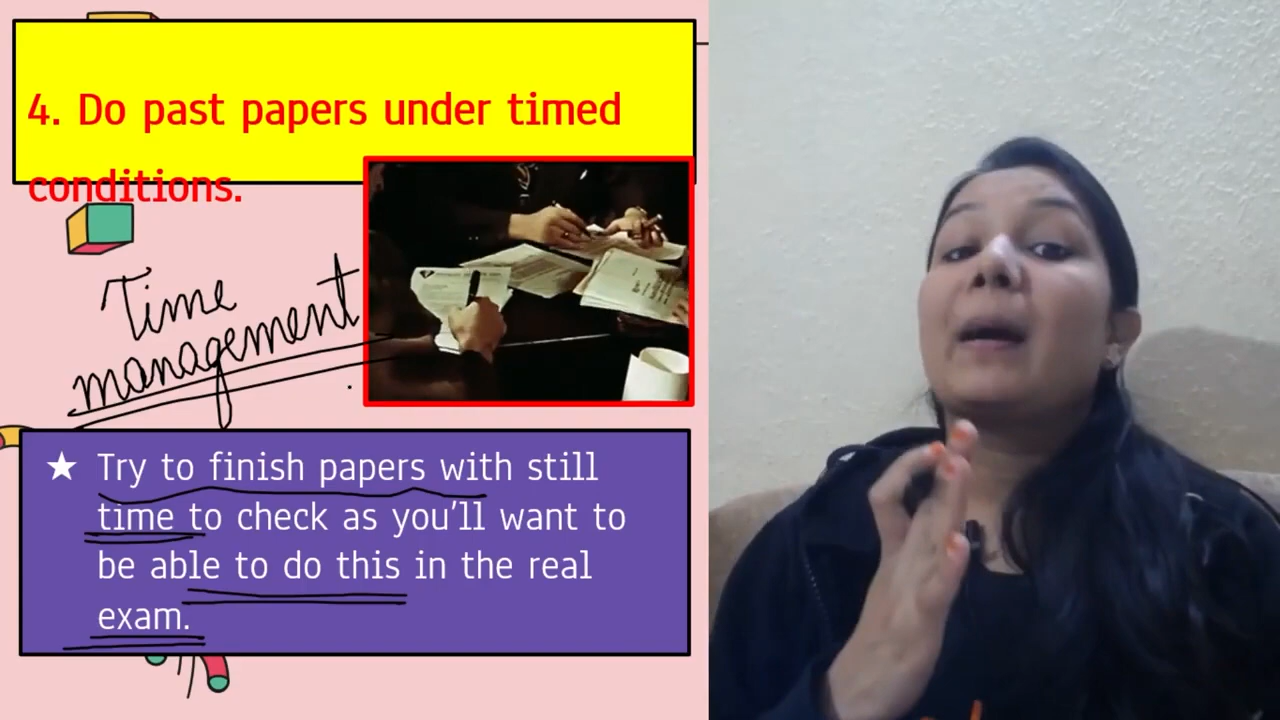 4. Do past papers under timed
conditions.
Time
management
★ Try to finish papers with still
time to check as you'll want to
be able to do this in the real
exam.